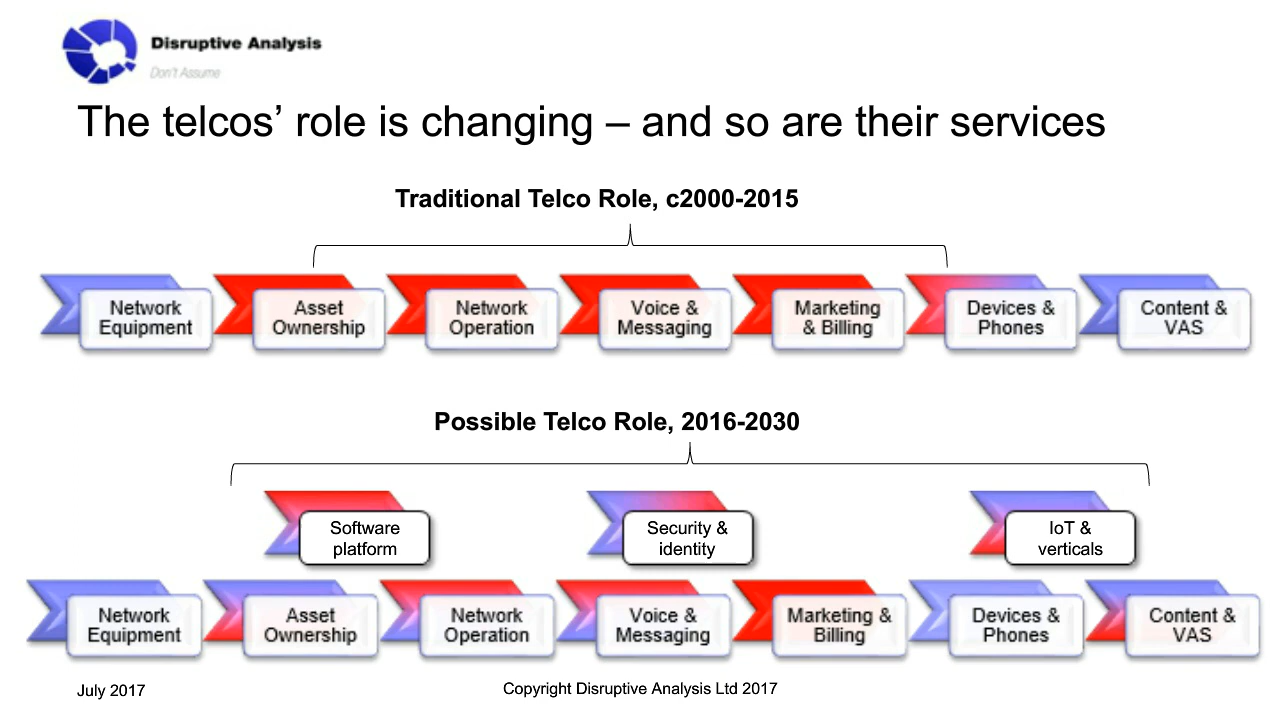 Disruptive Analysis
Don't Assume
The telcos’ role is changing – and so are their services
Traditional Telco Role, c2000-2015
Network
Equipment
Asset
Ownership
Network
Operation
Voice &
Messaging
Marketing
& Billing
Devices &
Phones
Content &
VAS
Possible Telco Role, 2016-2030
Software
platform
Security &
identity
IoT &
verticals
Network
Equipment
Asset
Ownership
Network
Operation
Voice &
Messaging
Marketing &
Billing
Devices &
Phones
Content &
VAS
July 2017
Copyright Disruptive Analysis Ltd 2017